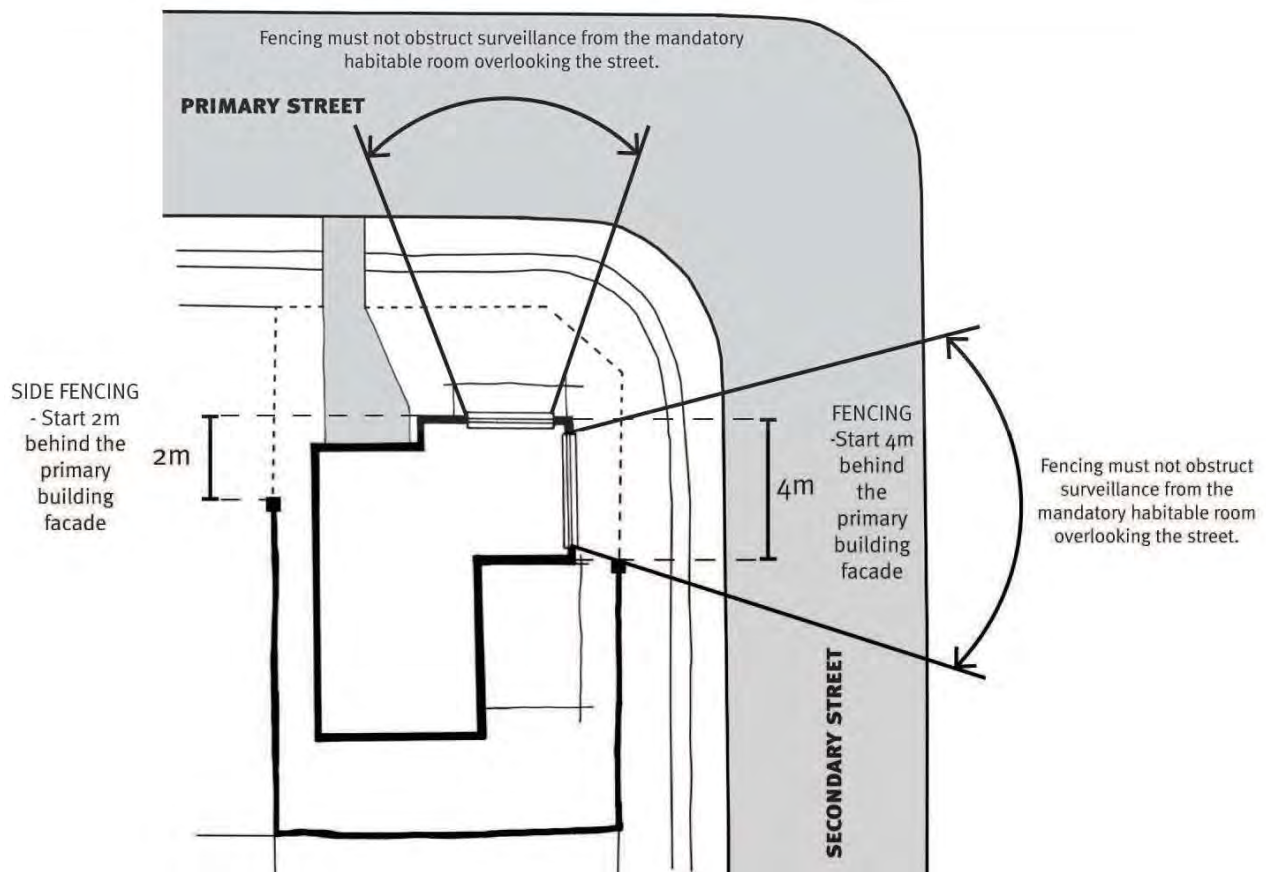 Fencing must not obstruct surveillance from the mandatory
habitable room overlooking the street.
PRIMARY STREET
SIDE FENCING
- Start 2m
behind the
primary
building
facade
2m
4m
FENCING
-Start 4m
behind
the
primary
building
facade
Fencing must not obstruct
surveillance from the
mandatory habitable room
overlooking the street.
SECONDARY STREET